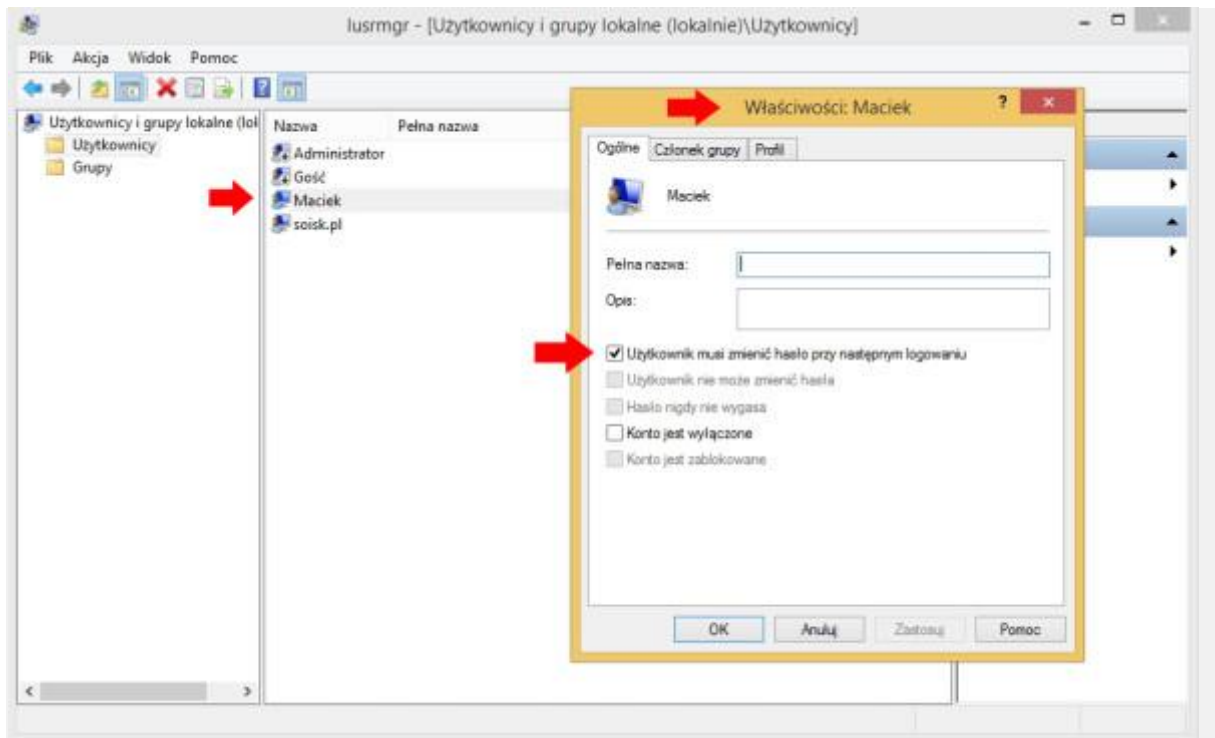 lusrmgr - [Użytkownicy i grupy lokalne (lokalnie)\Użytkownicy]
Plik Akcja Widok Pomoc
Użytkownicy i grupy lokalne (lok
Użytkownicy
Grupy
Nazwa Pełna nazwa
Administrator
Gość
Maciek
soisk.pl
Właściwości: Maciek
Ogólne Członek grupy Profil
Maciek
Pełna nazwa:
Opis:
Użytkownik musi zmienić hasło przy następnym logowaniu
Użytkownik nie może zmienić hasła
Hasło nigdy nie wygasa
Konto jest wyłączone
Konto jest zablokowane
OK Anuluj Zastosuj Pomoc